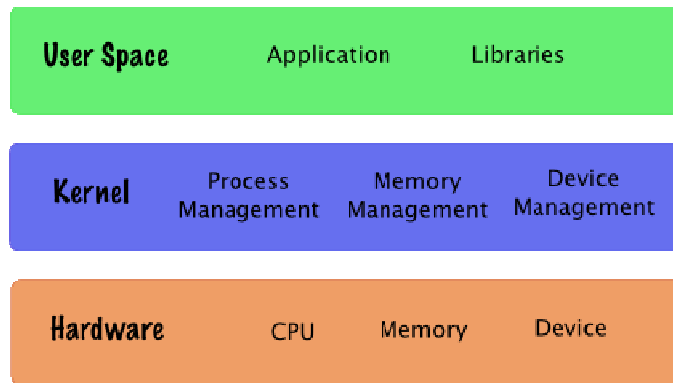 User Space Application Libraries
Kernel Process Management Memory Management Device Management
Hardware CPU Memory Device